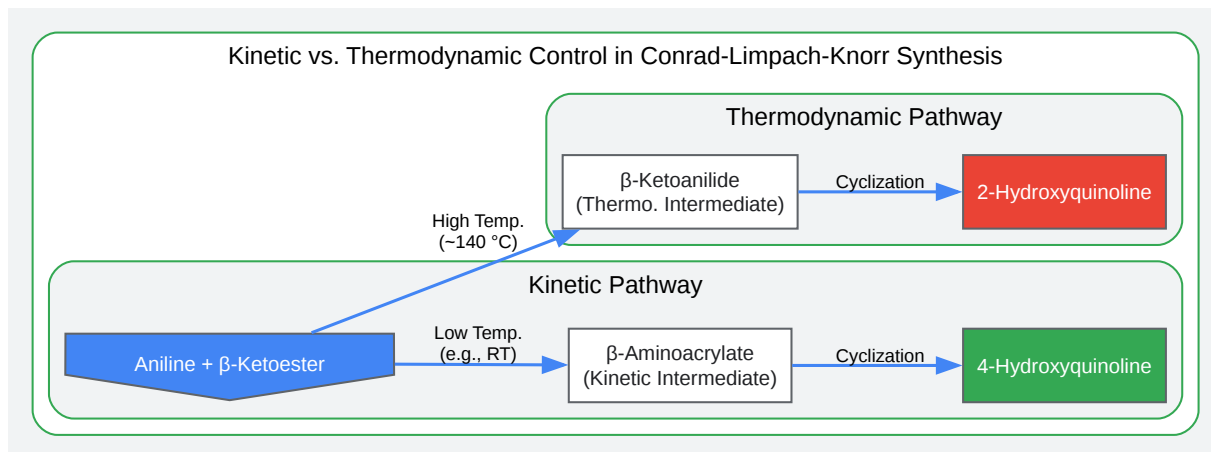 Kinetic vs. Thermodynamic Control in Conrad-Limpach-Knorr Synthesis
Thermodynamic Pathway
β-Ketoanilide
(Thermo. Intermediate)
Cyclization
2-Hydroxyquinoline
High Temp.
(~140 °C)
Kinetic Pathway
Aniline + β-Ketoester
Low Temp.
(e.g., RT)
β-Aminoacrylate
(Kinetic Intermediate)
Cyclization
4-Hydroxyquinoline